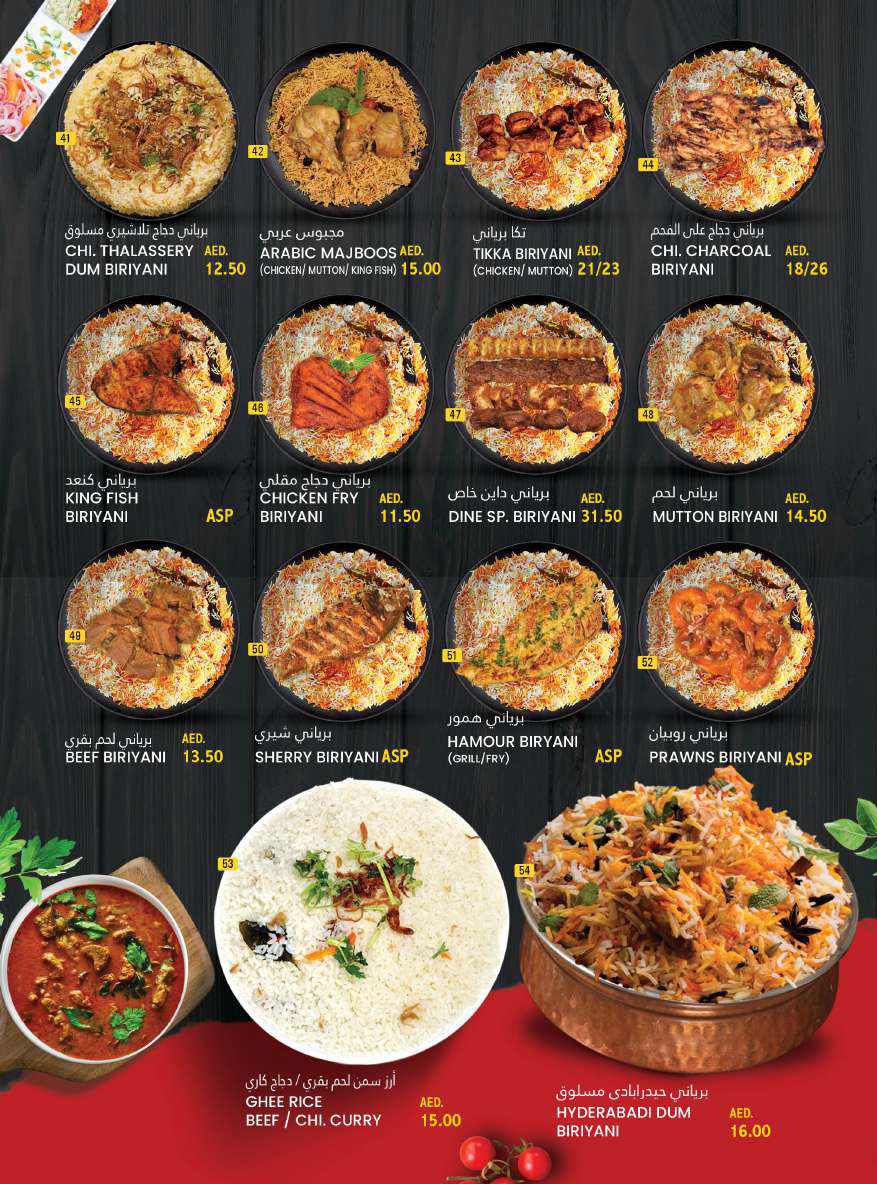 41
برياني دجاج تلاشيري مسلوق
CHI. THALASSERY
DUM BIRIYANI
AED.
12.50
42
مجبوس عربي
ARABIC MAJBOOS
(CHICKEN/ MUTTON/ KING FISH)
AED.
15.00
43
تكا برياني
TIKKA BIRIYANI
(CHICKEN/ MUTTON)
AED.
21/23
44
برياني دجاج على الفحم
CHI. CHARCOAL
BIRIYANI
AED.
18/26
45
برياني كنعد
KING FISH
BIRIYANI
ASP
46
برياني دجاج مقلي
CHICKEN FRY
BIRIYANI
AED.
11.50
47
برياني داين خاص
DINE SP. BIRIYANI
AED.
31.50
48
برياني لحم
MUTTON BIRIYANI
AED.
14.50
49
برياني لحم بقري
BEEF BIRIYANI
AED.
13.50
50
برياني شيري
SHERRY BIRIYANI
ASP
51
برياني همور
HAMOUR BIRYANI
(GRILL/FRY)
ASP
52
برياني روبيان
PRAWNS BIRIYANI
ASP
53
أرز سمن لحم بقري / دجاج كاري
GHEE RICE
BEEF / CHI. CURRY
AED.
15.00
54
برياني حيدرابادى مسلوق
HYDERABADI DUM
BIRIYANI
AED.
16.00